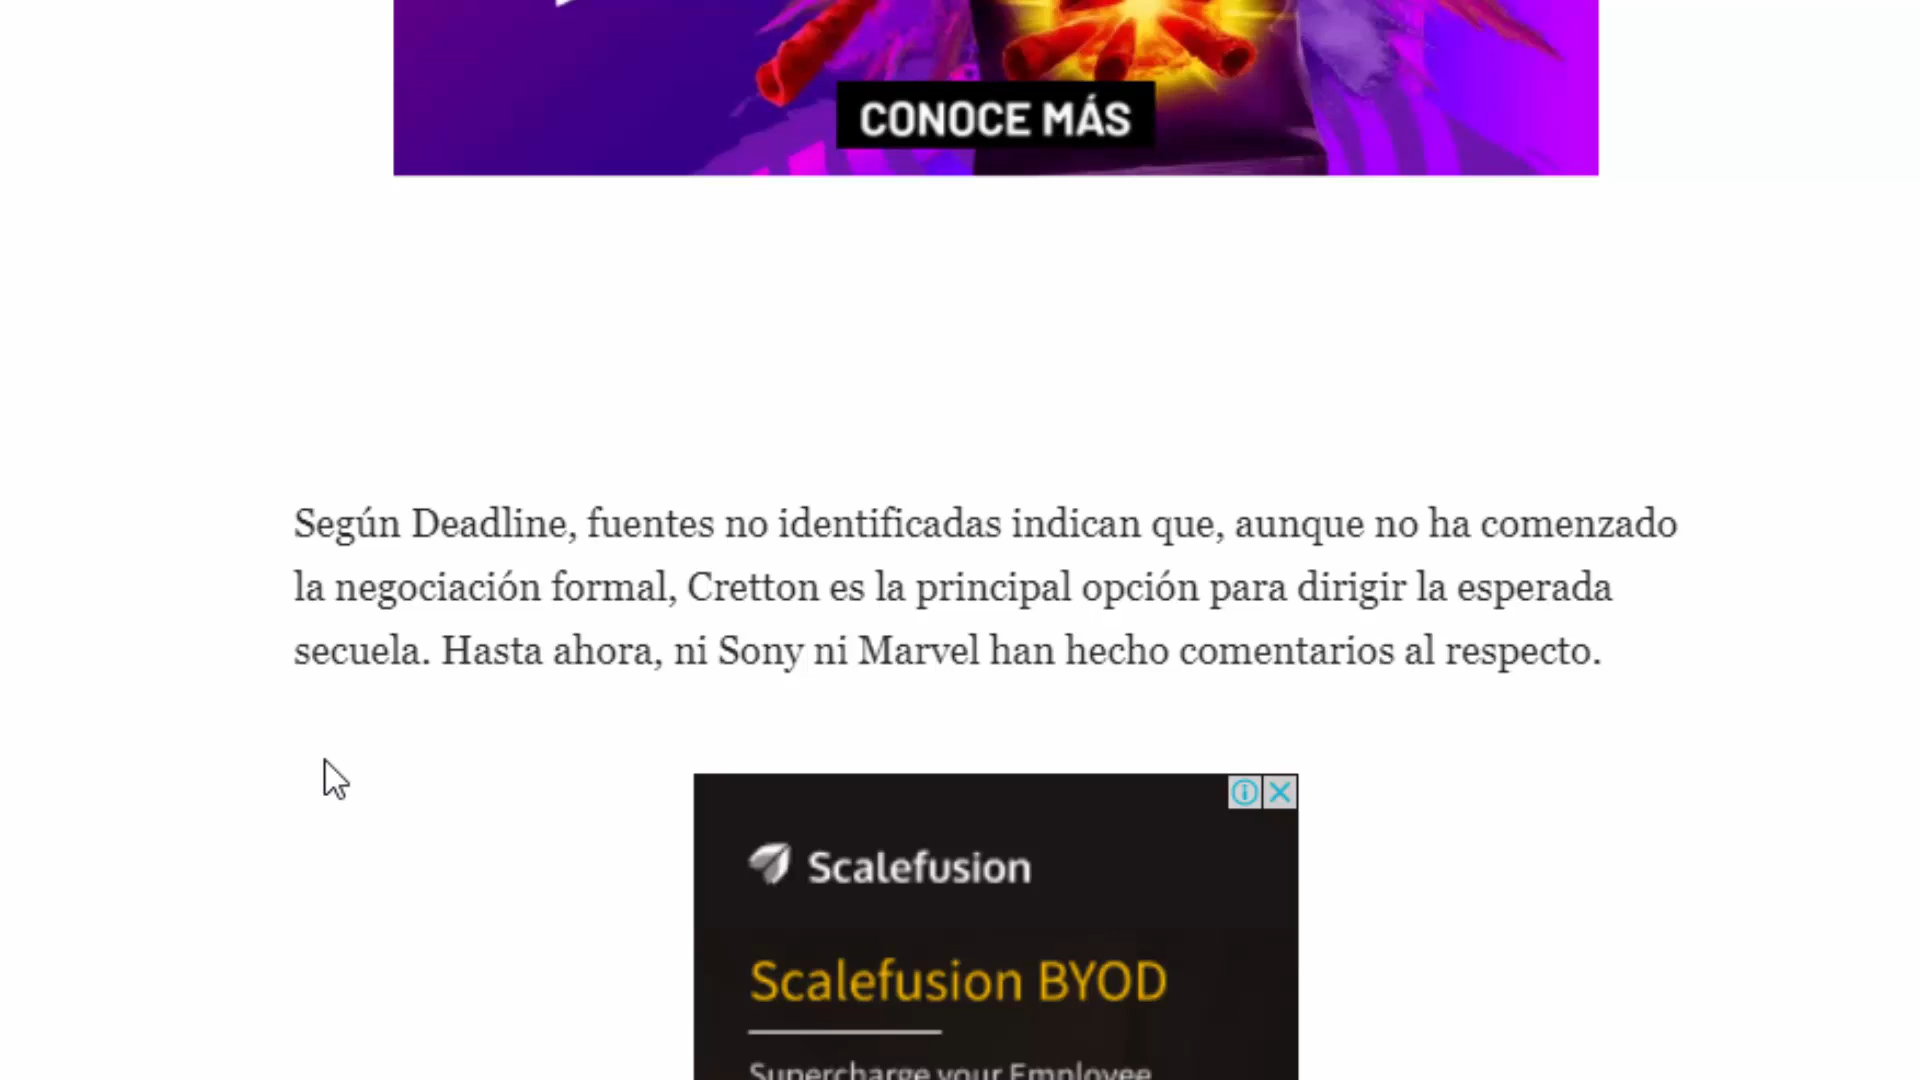 CONOCE MÁS
Según Deadline, fuentes no identificadas indican que, aunque no ha comenzado
la negociación formal, Cretton es la principal opción para dirigir la esperada
secuela. Hasta ahora, ni Sony ni Marvel han hecho comentarios al respecto.
Scalefusion
Scalefusion BYOD
Supercharge your Employee